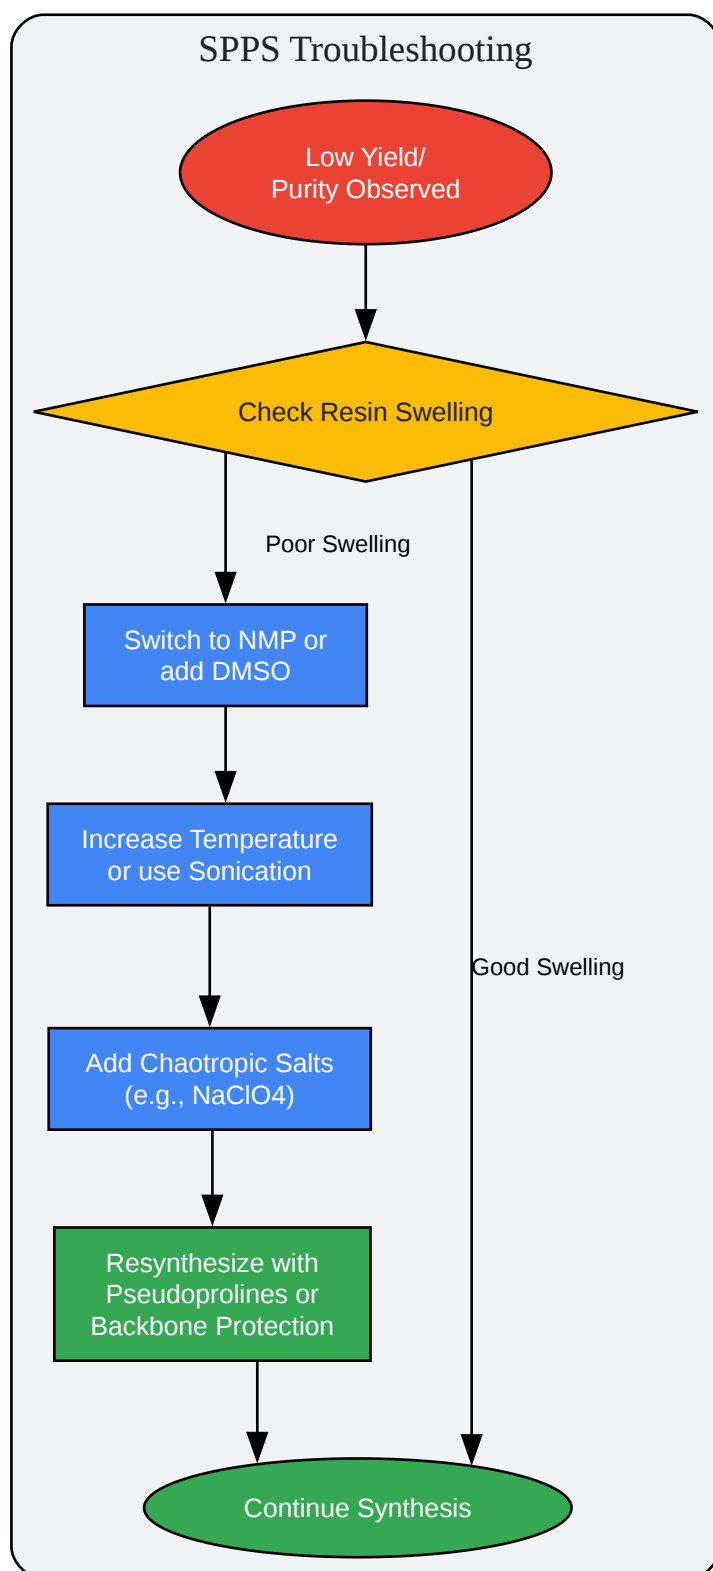 SPPS Troubleshooting
Low Yield/
Purity Observed
Check Resin Swelling
Poor Swelling
Switch to NMP or
add DMSO
Increase Temperature
or use Sonication
Good Swelling
Add Chaotropic Salts
(e.g., NaClO4)
Resynthesize with
Pseudoprolines or
Backbone Protection
Continue Synthesis